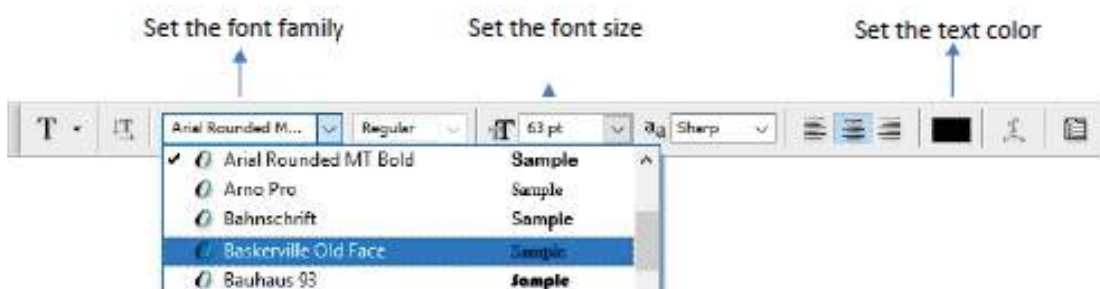 Set the font family Set the font size Set the text color
T Arial Rounded M... Regular T 63 pt aa Sharp
Arial Rounded MT Bold Sample
Arno Pro Sample
Bahnschrift Sample
Baskerville Old Face Sample
Bauhaus 93 Sample